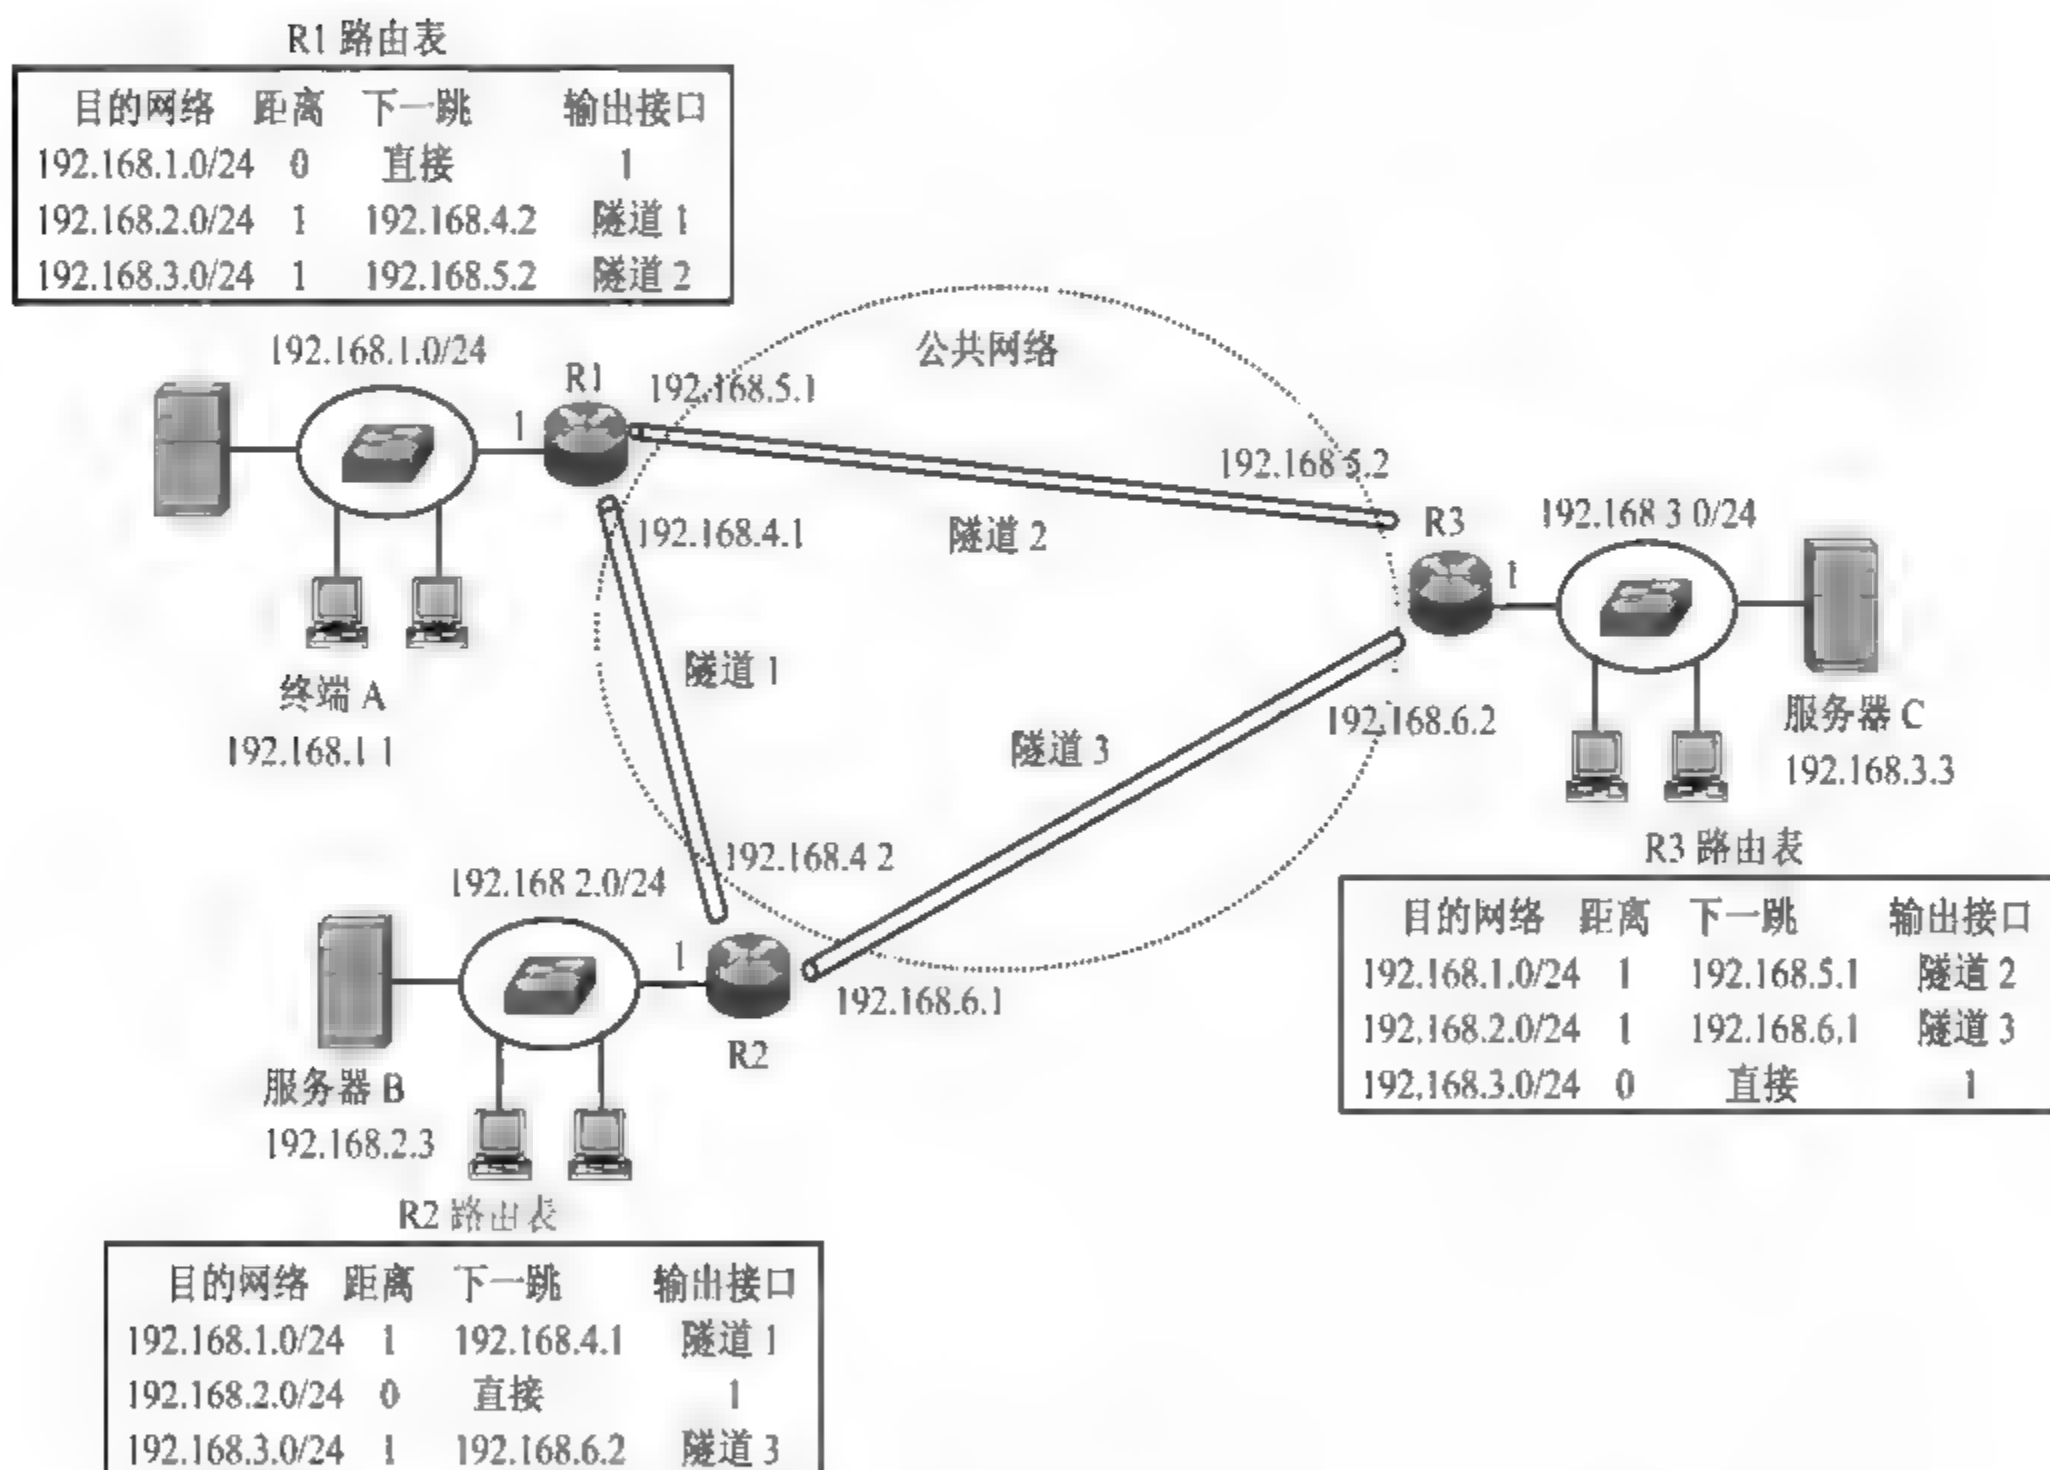 R1 路由表
目的网络 距离 下一跳 输出接口
192.168.1.0/24 0 直接 1
192.168.2.0/24 1 192.168.4.2 隧道 1
192.168.3.0/24 1 192.168.5.2 隧道 2
192.168.1.0/24
R1
1
192.168.5.1
公共网络
192.168 5.2
隧道 2
192.168.4.1
R3
1
192.168 3 0/24
隧道 1
终端 A
192.168.1 1
隧道 3
192.168.6.2
服务器 C
192.168.3.3
192.168.4 2
192.168 2.0/24
1
R2
192.168.6.1
服务器 B
192.168.2.3
R3 路由表
目的网络 距离 下一跳 输出接口
192.168.1.0/24 1 192.168.5.1 隧道 2
192.168.2.0/24 1 192.168.6.1 隧道 3
192.168.3.0/24 0 直接 1
R2 路由表
目的网络 距离 下一跳 输出接口
192.168.1.0/24 1 192.168.4.1 隧道 1
192.168.2.0/24 0 直接 1
192.168.3.0/24 1 192.168.6.2 隧道 3